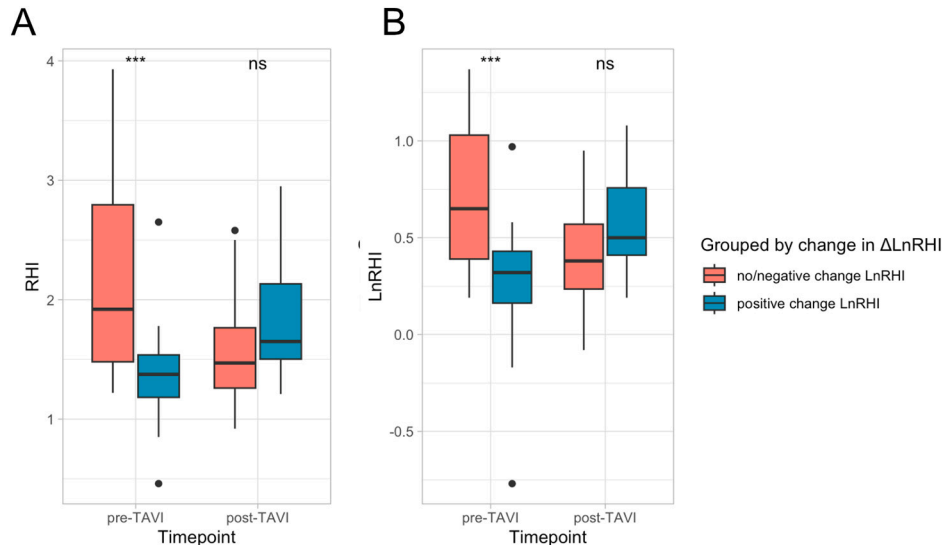 A
***
ns
4
3
2
1
RHI
pre-TAVI
post-TAVI
Timepoint
B
***
ns
1.0
0.5
0.0
-0.5
LnRHI
pre-TAVI
post-TAVI
Timepoint
Grouped by change in ΔLnRHI
no/negative change LnRHI
positive change LnRHI